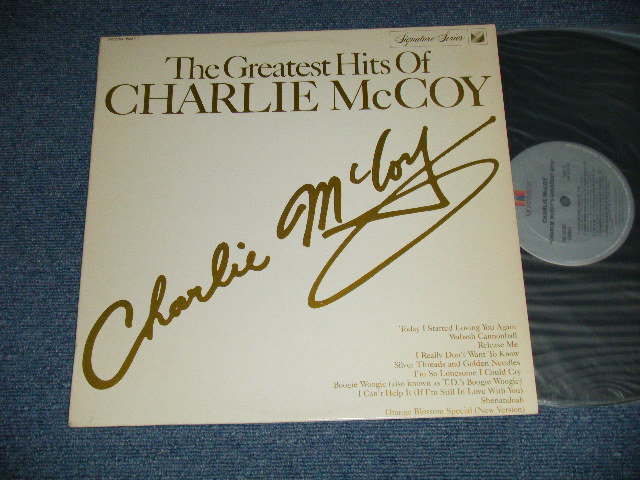 Signature Series
The Greatest Hits Of
CHARLIE McCOY
Charlie McCoy
Today I Started Loving You Again
Wabash Cannonball
Release Me
I Really Don't Want To Know
Silver Threads and Golden Needles
I'm So Lonesome I Could Cry
Boogie Woogie (also known as T.D.'s Boogie Woogie)
I Can't Help It (If I'm Still In Love With You)
Shenandoah
Orange Blossom Special (New Version)